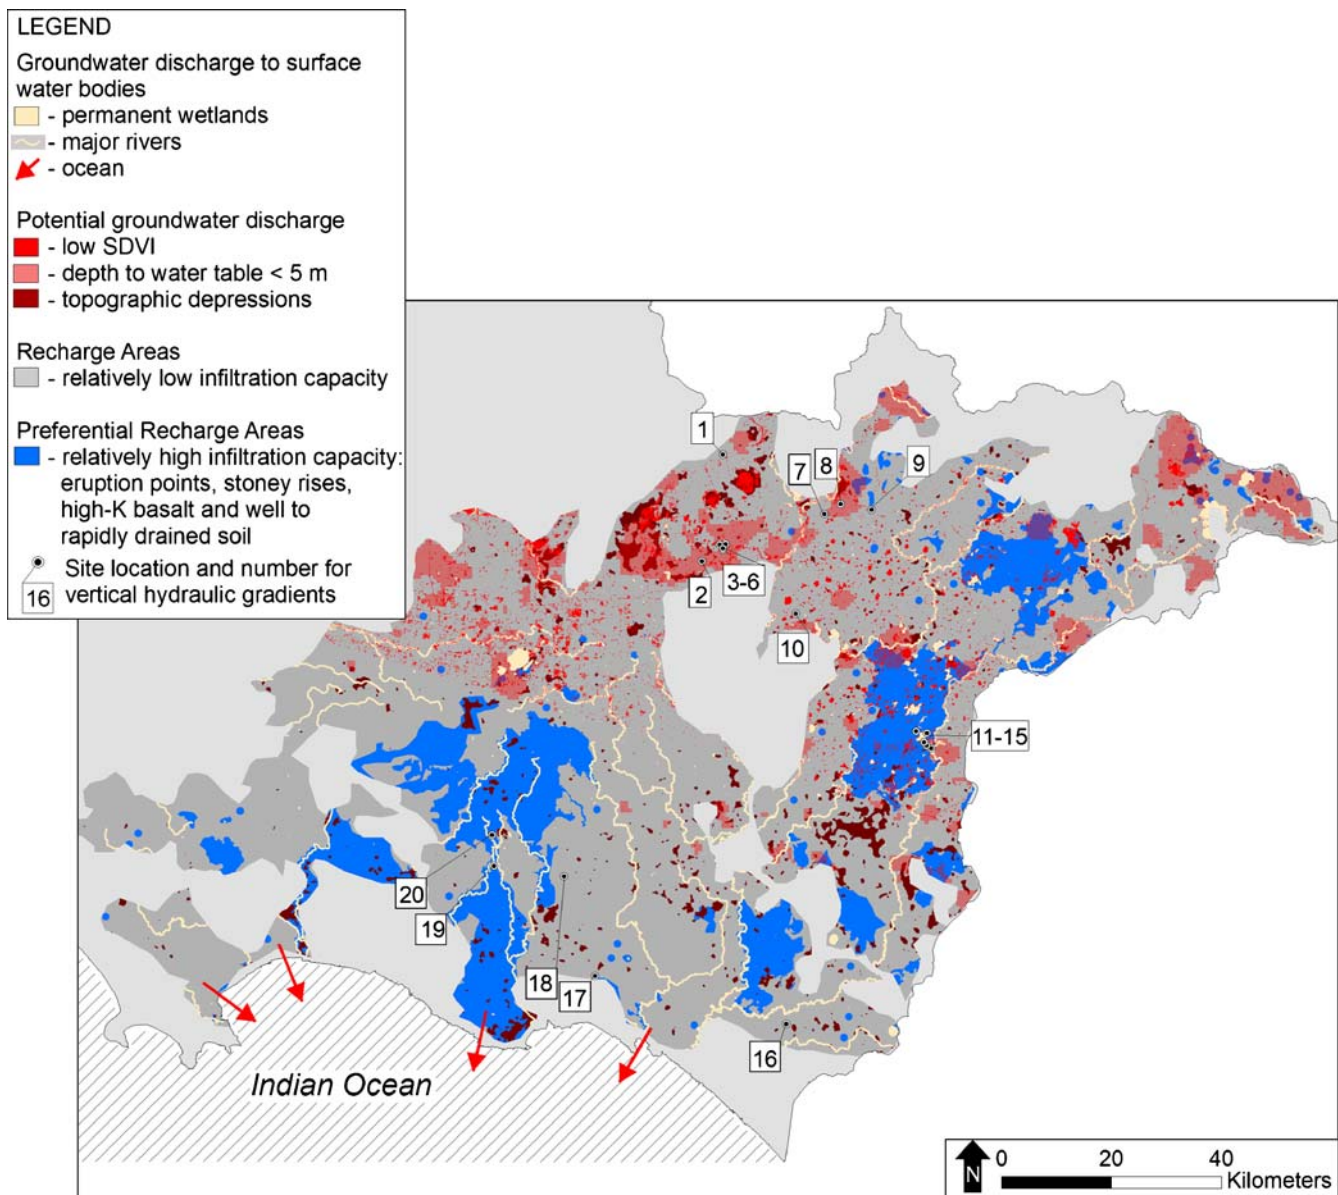 LEGEND
Groundwater discharge to surface
water bodies
- permanent wetlands
- major rivers
- ocean
Potential groundwater discharge
- low SDVI
- depth to water table < 5 m
- topographic depressions
Recharge Areas
- relatively low infiltration capacity
Preferential Recharge Areas
- relatively high infiltration capacity:
eruption points, stoney rises,
high-K basalt and well to
rapidly drained soil
Site location and number for
16 vertical hydraulic gradients
1
7
8
9
2
3-6
10
11-15
20
19
18
17
16
Indian Ocean
N
0 20 40
Kilometers